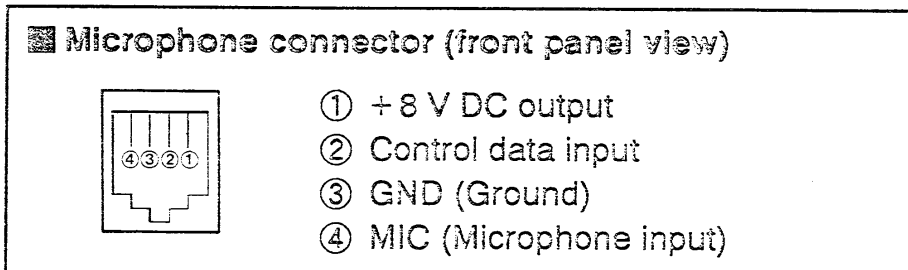 Microphone connector (front panel view)
① +8 V DC output
② Control data input
③ GND (Ground)
④ MIC (Microphone input)
④③②①